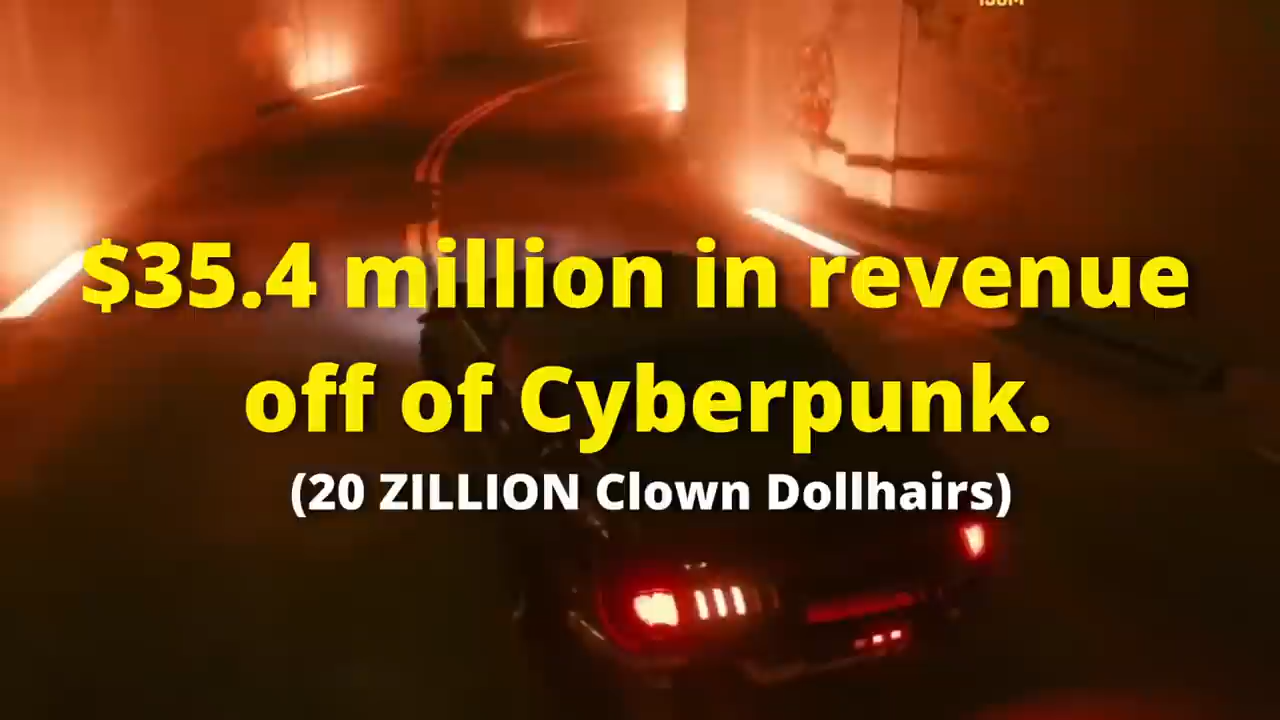 $35.4 million in revenue
off of Cyberpunk.
(20 ZILLION Clown Dollhairs)